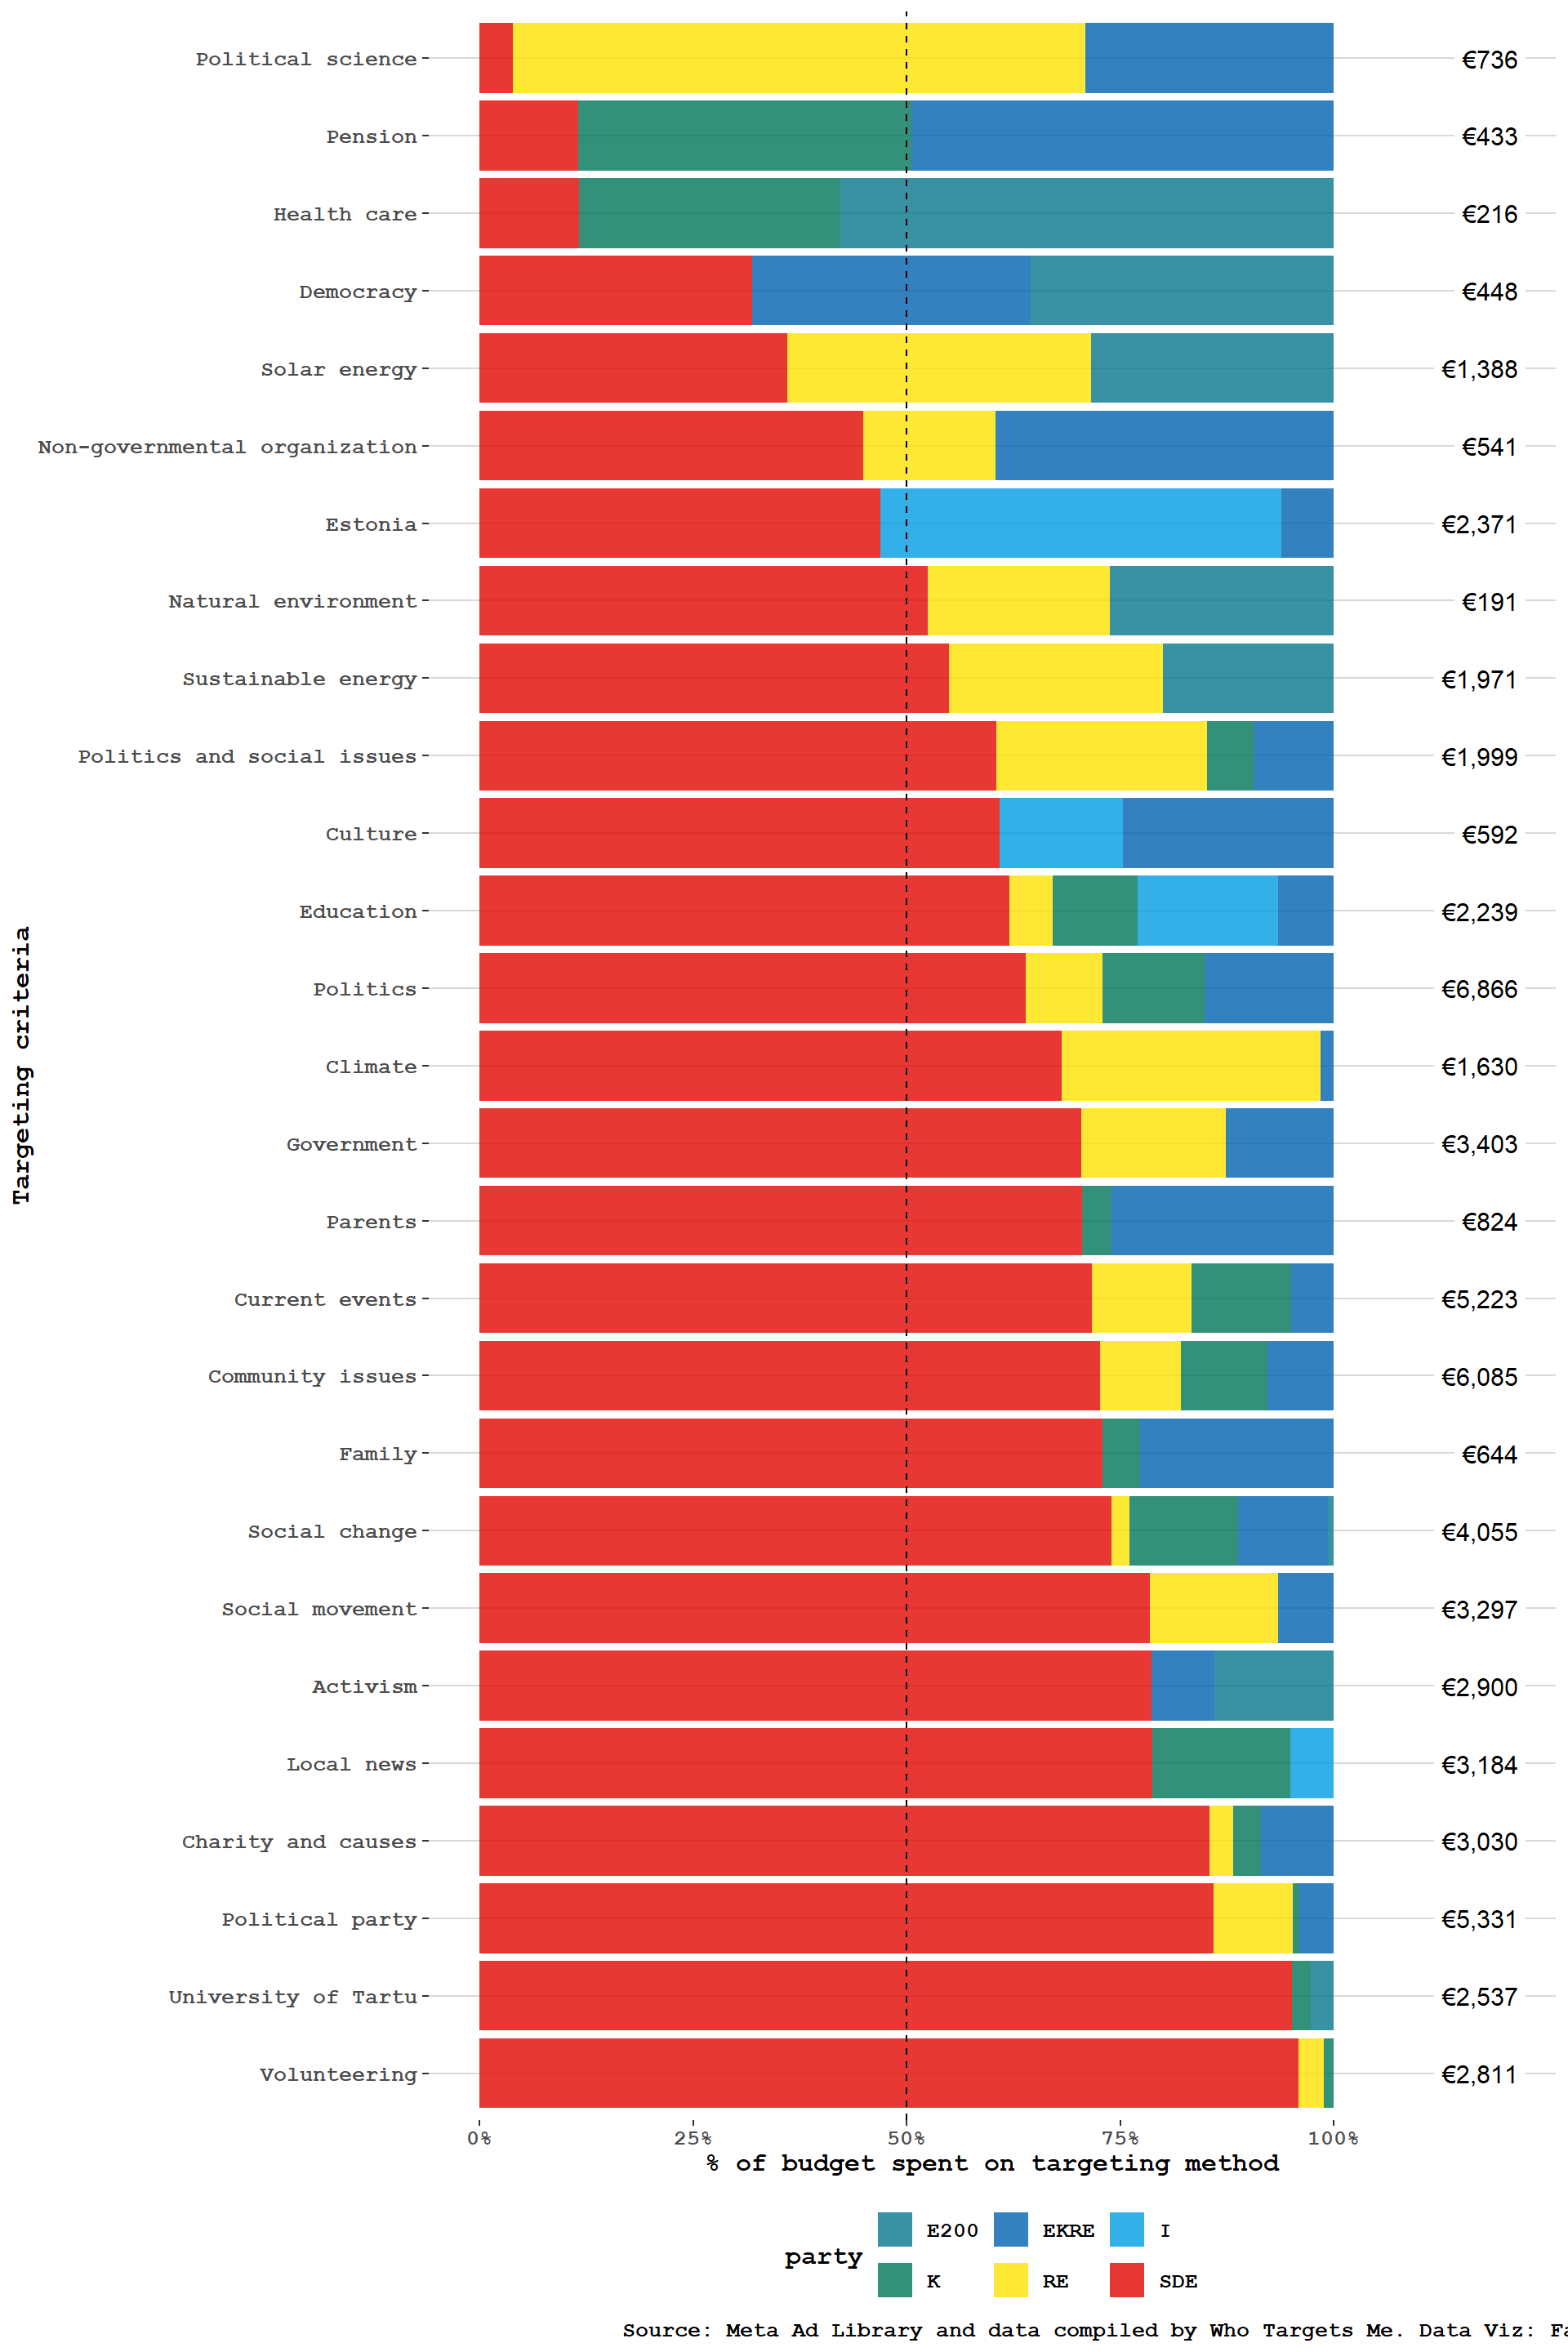 Political science €736
Pension €433
Health care €216
Democracy €448
Solar energy €1,388
Non-governmental organization €541
Estonia €2,371
Natural environment €191
Sustainable energy €1,971
Politics and social issues €1,999
Culture €592
Education €2,239
Politics €6,866
Climate €1,630
Government €3,403
Parents €824
Current events €5,223
Community issues €6,085
Family €644
Social change €4,055
Social movement €3,297
Activism €2,900
Local news €3,184
Charity and causes €3,030
Political party €5,331
University of Tartu €2,537
Volunteering €2,811
Targeting criteria
0% 25% 50% 75% 100%
% of budget spent on targeting method
party
E200 EKRE I
K RE SDE
Source: Meta Ad Library and data compiled by Who Targets Me. Data Viz: